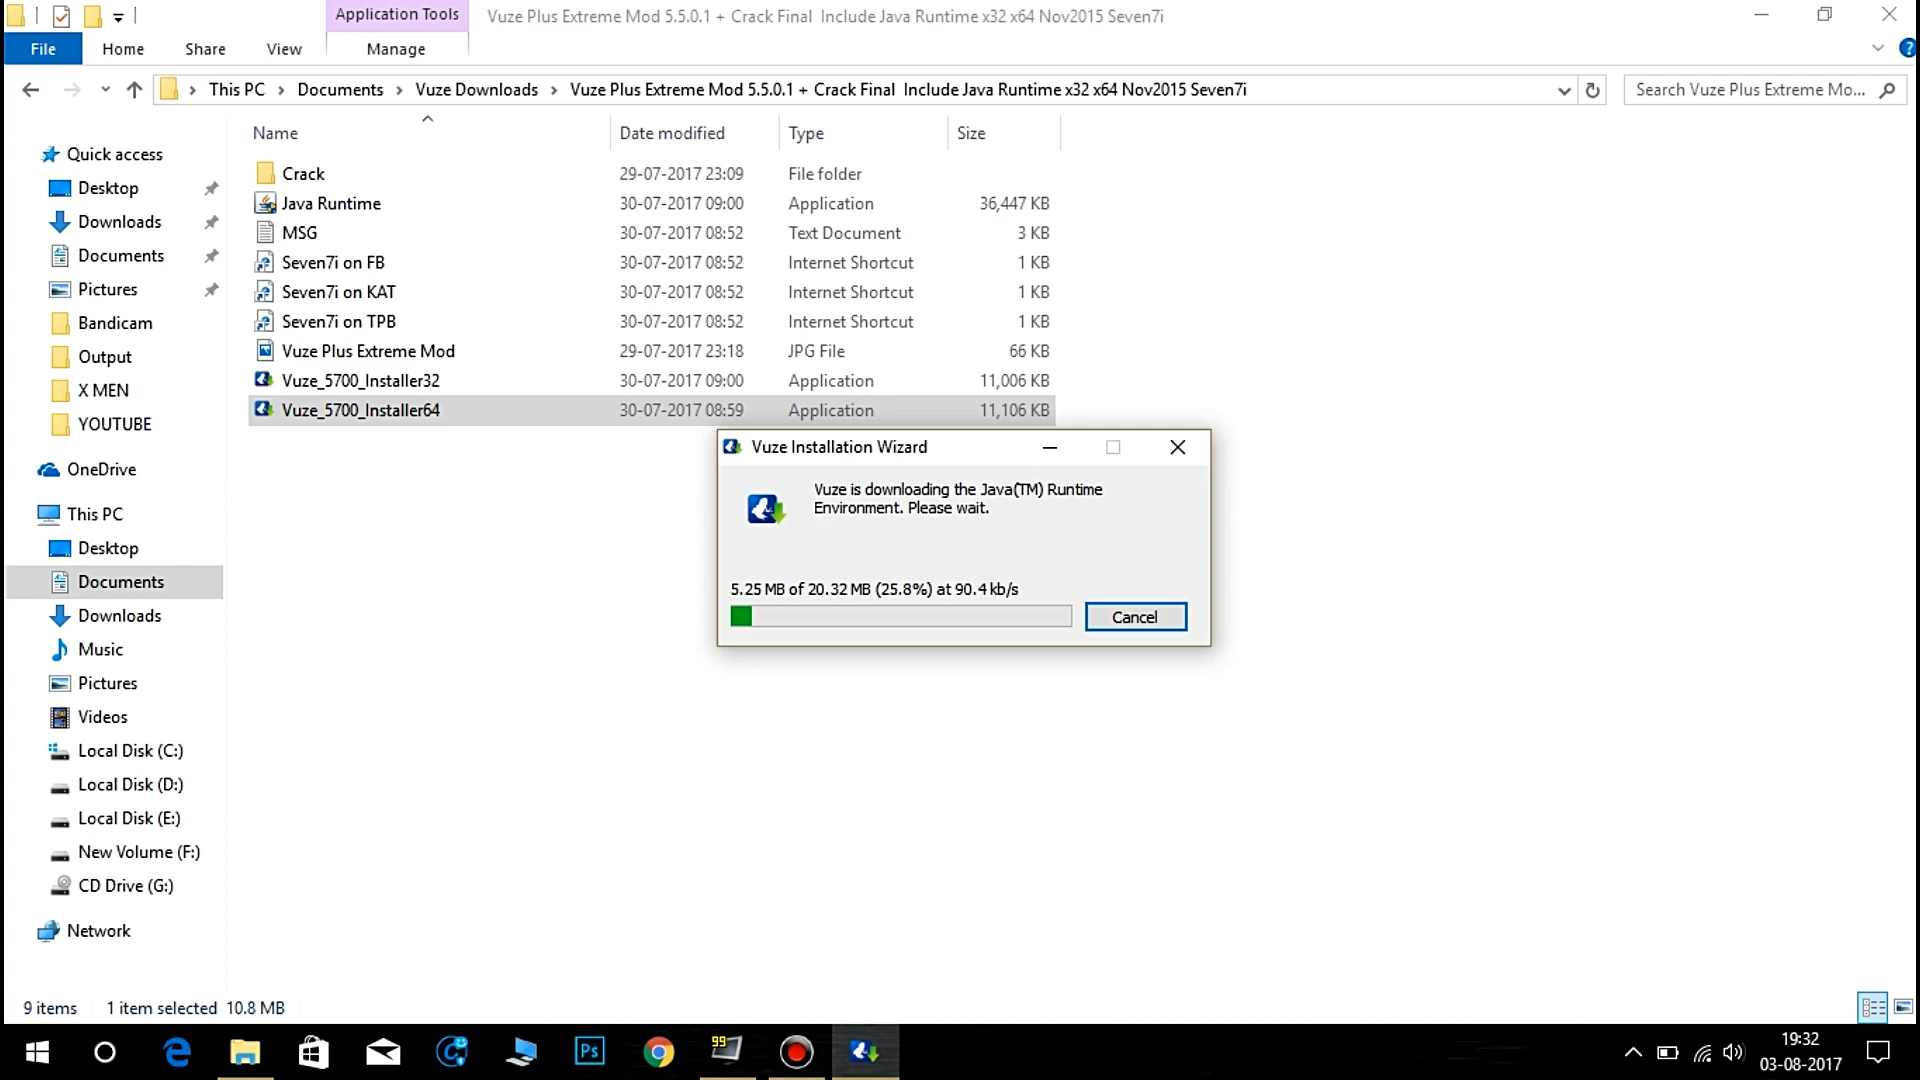 Application Tools
Vuze Plus Extreme Mod 5.5.0.1 + Crack Final  Include Java Runtime x32 x64 Nov2015 Seven7i
File
Home
Share
View
Manage
This PC
Documents
Vuze Downloads
Vuze Plus Extreme Mod 5.5.0.1 + Crack Final  Include Java Runtime x32 x64 Nov2015 Seven7i
Search Vuze Plus Extreme Mo...
Name Date modified Type Size
Crack 29-07-2017 23:09 File folder
Java Runtime 30-07-2017 09:00 Application 36,447 KB
MSG 30-07-2017 08:52 Text Document 3 KB
Seven7i on FB 30-07-2017 08:52 Internet Shortcut 1 KB
Seven7i on KAT 30-07-2017 08:52 Internet Shortcut 1 KB
Seven7i on TPB 30-07-2017 08:52 Internet Shortcut 1 KB
Vuze Plus Extreme Mod 29-07-2017 23:18 JPG File 66 KB
Vuze_5700_Installer32 30-07-2017 09:00 Application 11,006 KB
Vuze_5700_Installer64 30-07-2017 08:59 Application 11,106 KB
Quick access
Desktop
Downloads
Documents
Pictures
Bandicam
Output
X MEN
YOUTUBE
OneDrive
This PC
Desktop
Documents
Downloads
Music
Pictures
Videos
Local Disk (C:)
Local Disk (D:)
Local Disk (E:)
New Volume (F:)
CD Drive (G:)
Network
Vuze Installation Wizard
Vuze is downloading the Java(TM) Runtime
Environment. Please wait.
5.25 MB of 20.32 MB (25.8%) at 90.4 kb/s
Cancel
9 items 1 item selected 10.8 MB
Ps
99
19:32
03-08-2017